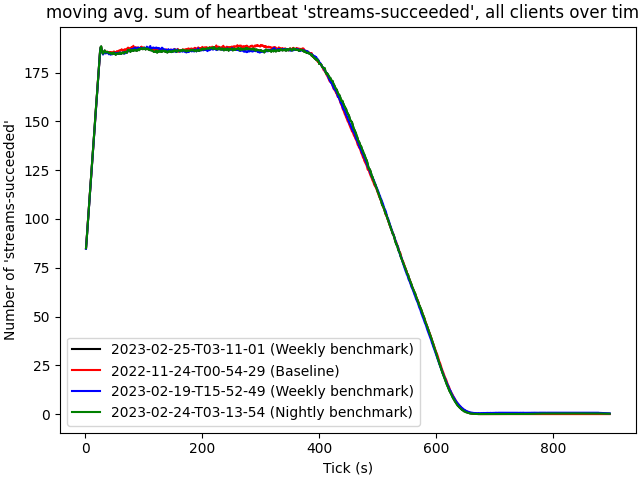 moving avg. sum of heartbeat 'streams-succeeded', all clients over tim
Number of 'streams-succeeded'
175
150
125
100
75
50
25
0
2023-02-25-T03-11-01 (Weekly benchmark)
2022-11-24-T00-54-29 (Baseline)
2023-02-19-T15-52-49 (Weekly benchmark)
2023-02-24-T03-13-54 (Nightly benchmark)
0 200 400 600 800
Tick (s)